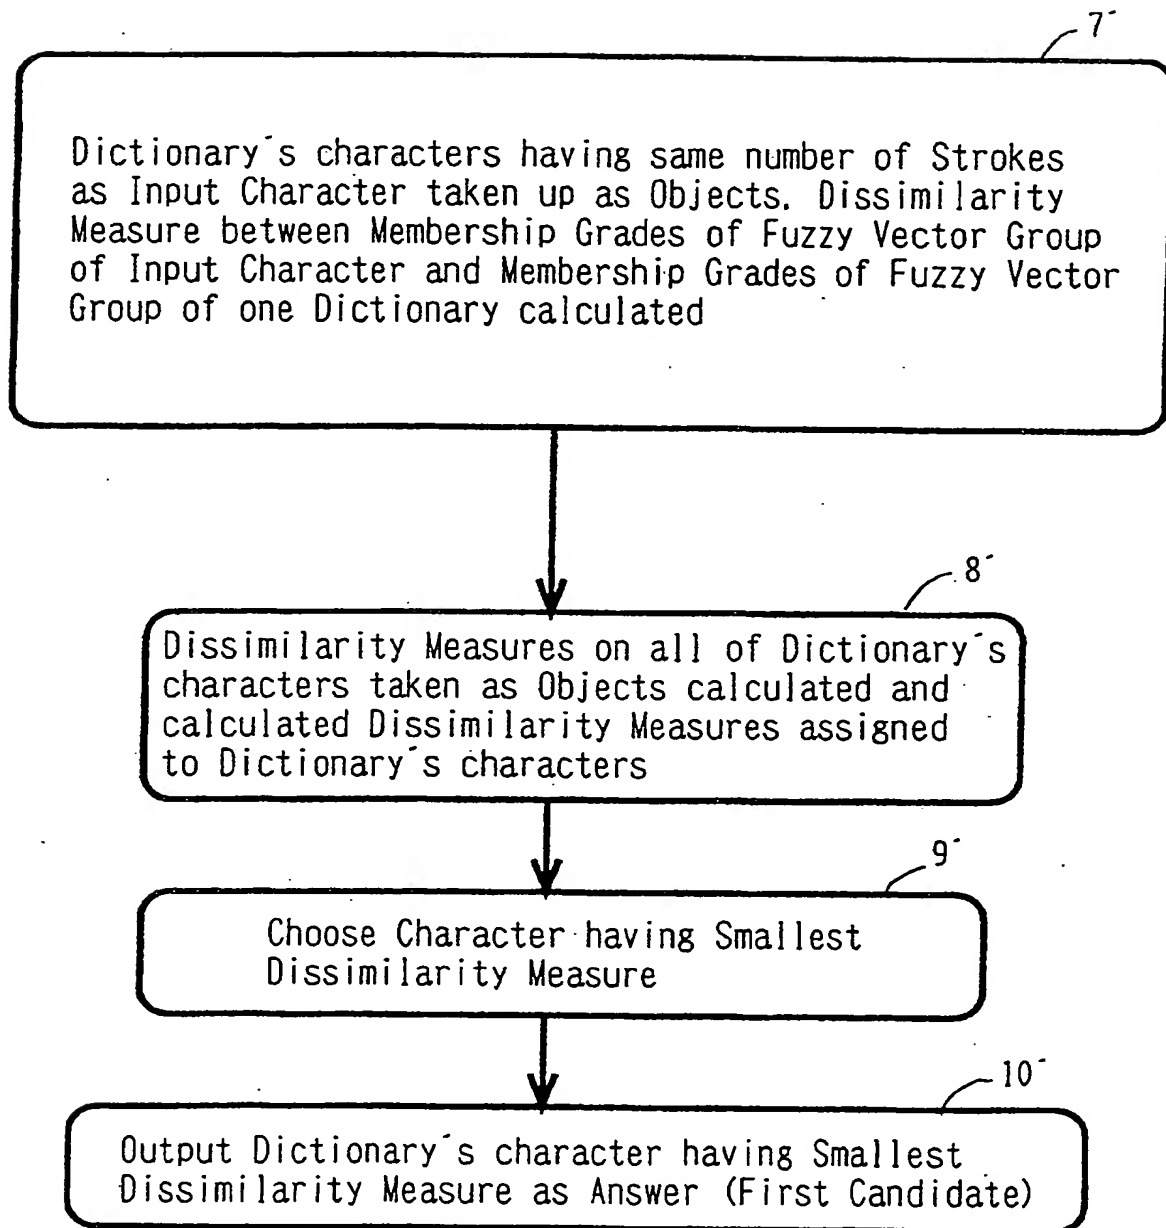 7´
Dictionary´s characters having same number of Strokes
as Input Character taken up as Objects. Dissimilarity
Measure between Membership Grades of Fuzzy Vector Group
of Input Character and Membership Grades of Fuzzy Vector
Group of one Dictionary calculated
8´
Dissimilarity Measures on all of Dictionary´s
characters taken as Objects calculated and
calculated Dissimilarity Measures assigned
to Dictionary´s characters
9´
Choose Character having Smallest
Dissimilarity Measure
10´
Output Dictionary´s character having Smallest
Dissimilarity Measure as Answer (First Candidate)